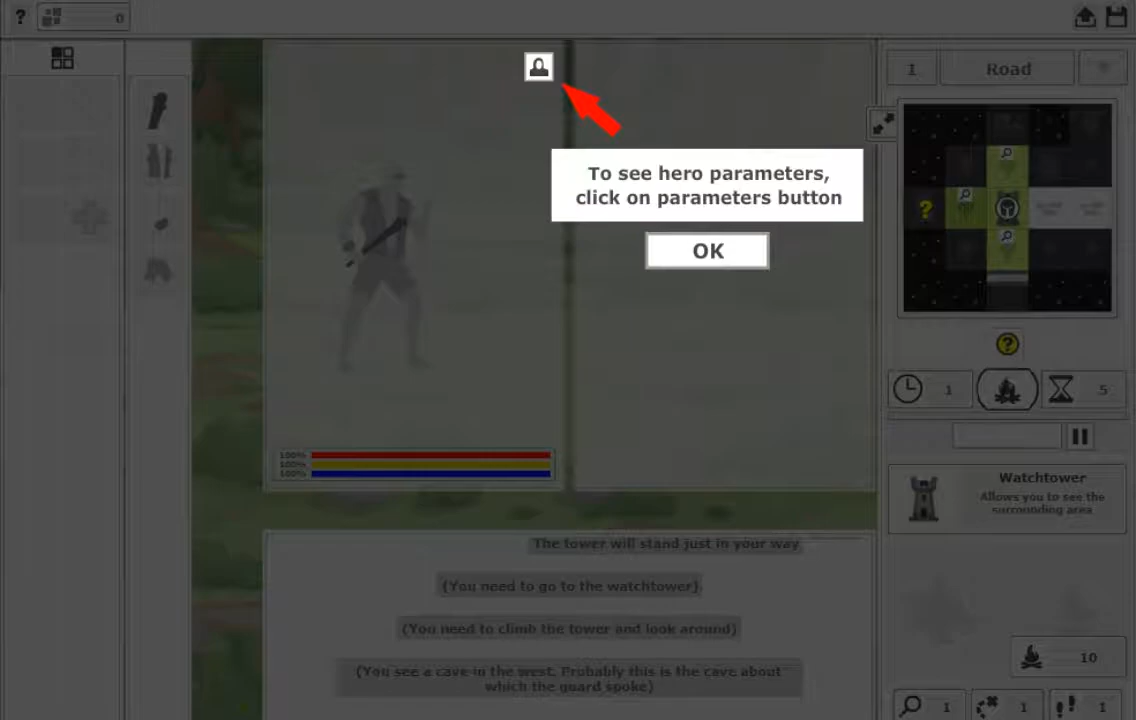 ?
0
1
Road
To see hero parameters,
click on parameters button
OK
?
?
1
5
100%
100%
100%
Watchtower
Allows you to see the
surrounding area
The tower will stand just in your way
(You need to go to the watchtower)
(You need to climb the tower and look around)
(You see a cave in the west. Probably this is the cave about
which the guard spoke)
10
1
1
1